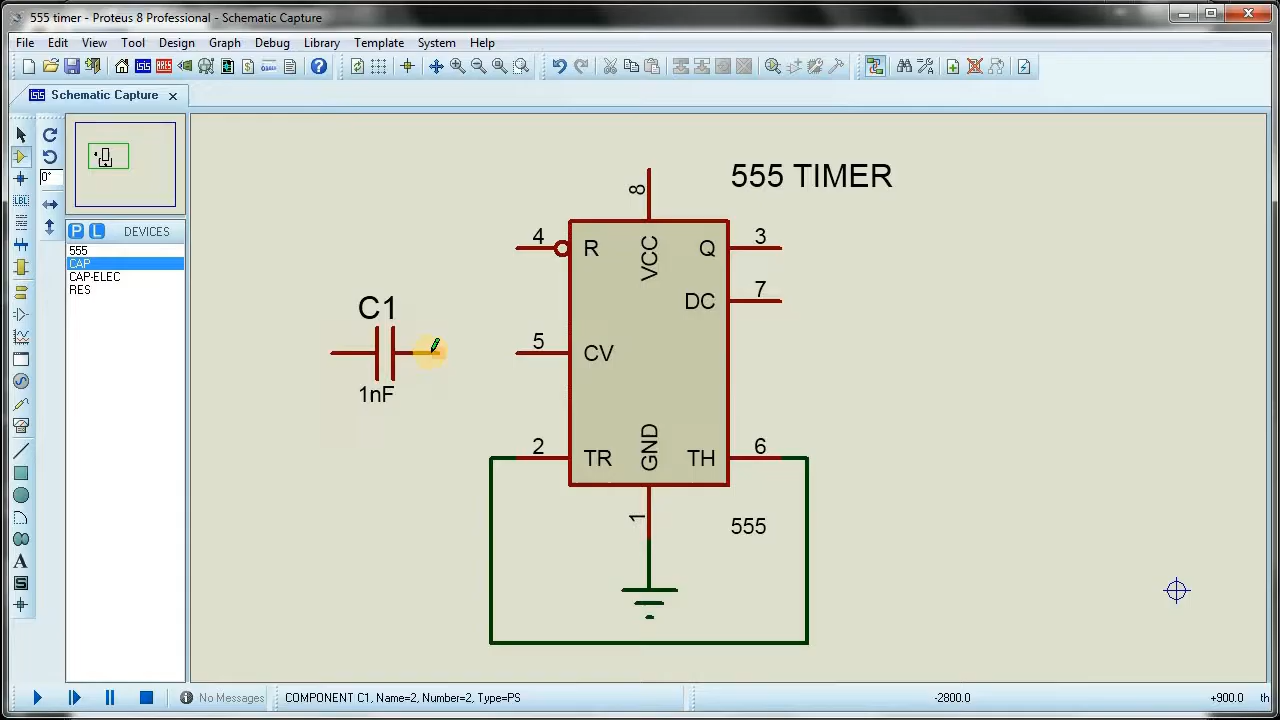 555 timer - Proteus 8 Professional - Schematic Capture
File Edit View Tool Design Graph Debug Library Template System Help
Schematic Capture
0°
LBL
P L DEVICES
555
CAP
CAP-ELEC
RES
A
S
555 TIMER
8
4 R VCC Q 3
DC 7
C1
5 CV
1nF
2 TR GND TH 6
1
555
No Messages COMPONENT C1, Name=2, Number=2, Type=PS -2800.0 +900.0 th